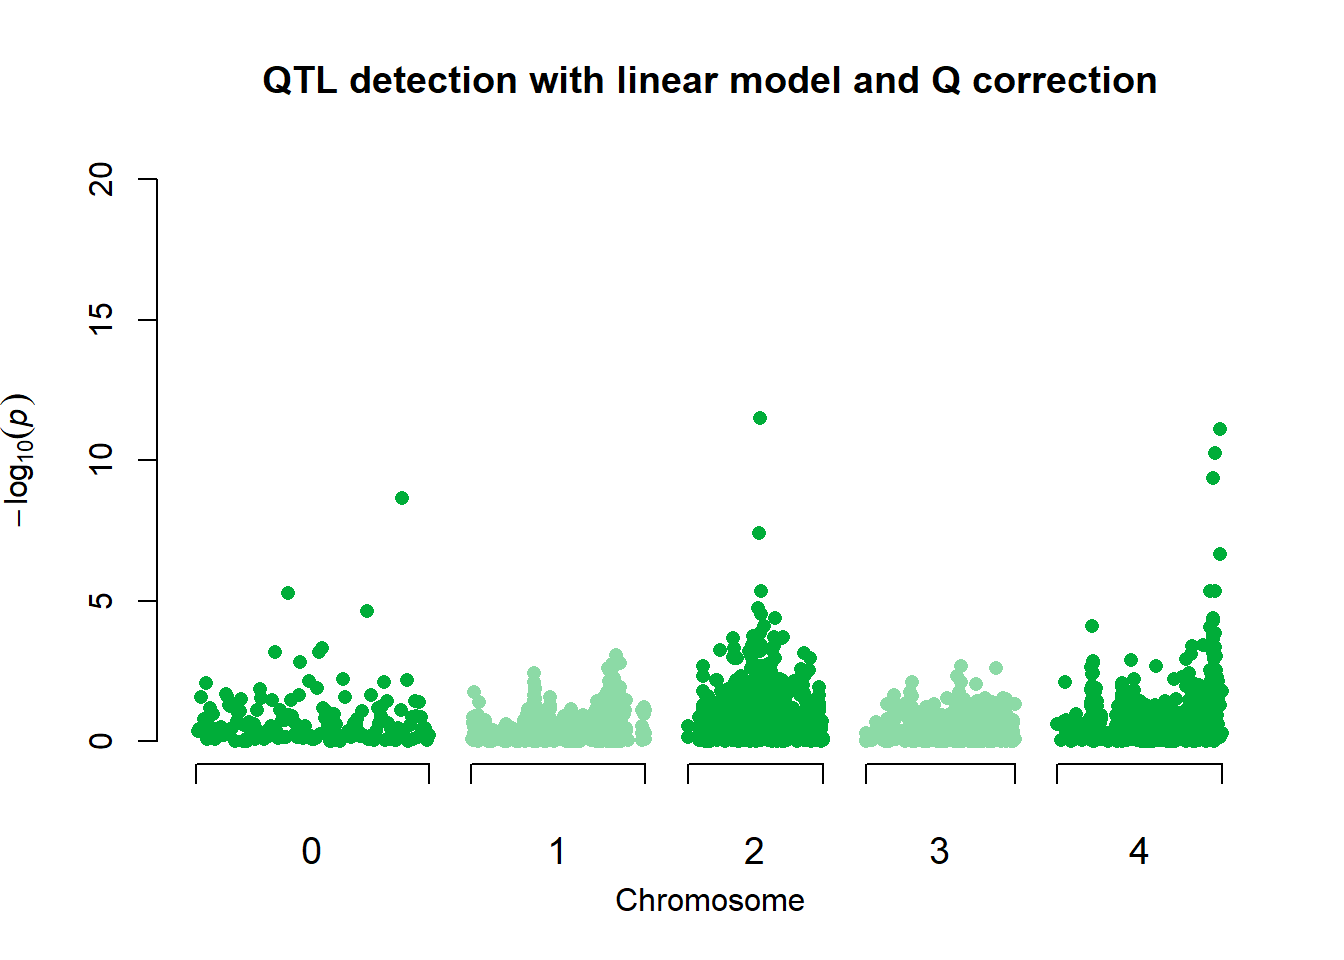 QTL detection with linear model and Q correction
20
15
10
5
0
−log₁₀(p)
0 1 2 3 4
Chromosome